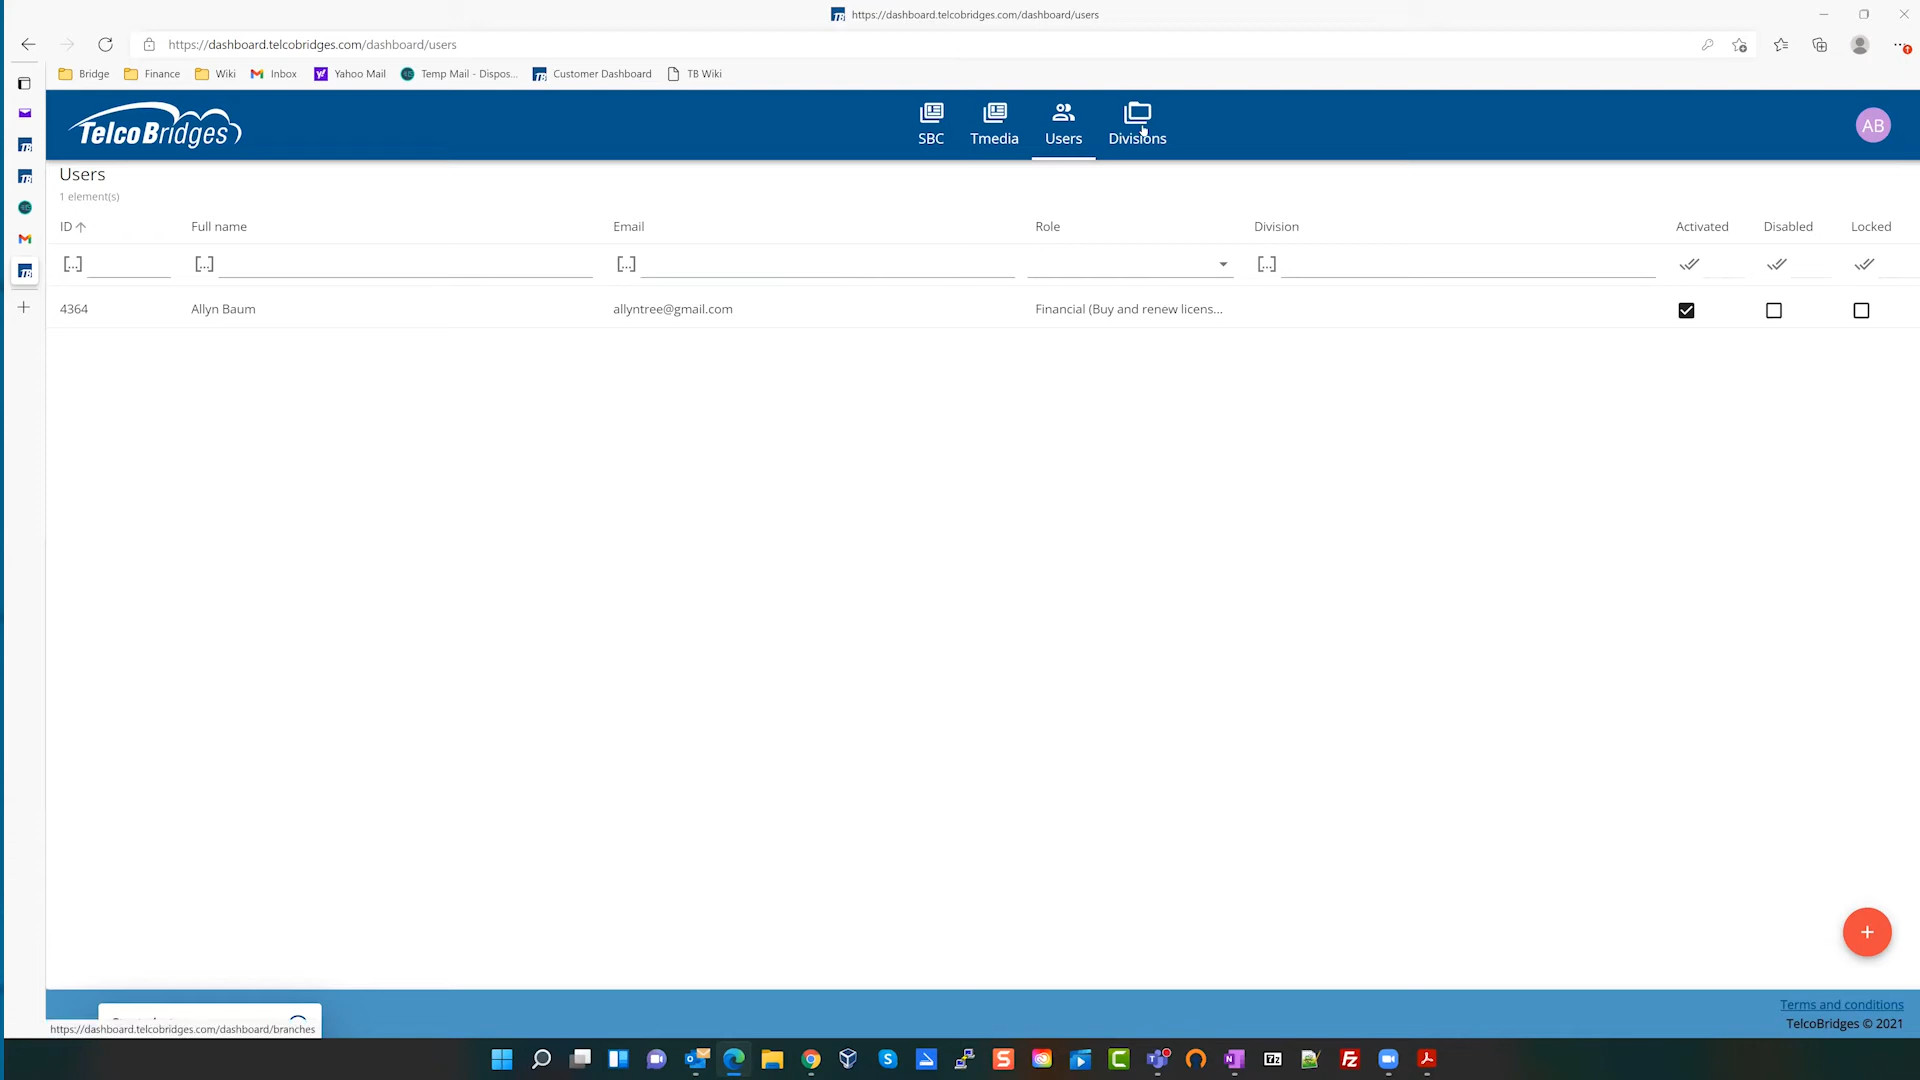 https://dashboard.telcobridges.com/dashboard/users
https://dashboard.telcobridges.com/dashboard/users
Bridge
Finance
Wiki
Inbox
Yahoo Mail
Temp Mail - Dispos...
Customer Dashboard
TB Wiki
TelcoBridges
SBC
Tmedia
Users
Divisions
AB
Users
1 element(s)
ID
Full name
Email
Role
Division
Activated
Disabled
Locked
4364
Allyn Baum
allyntree@gmail.com
Financial (Buy and renew licens...
Terms and conditions
TelcoBridges © 2021
https://dashboard.telcobridges.com/dashboard/branches